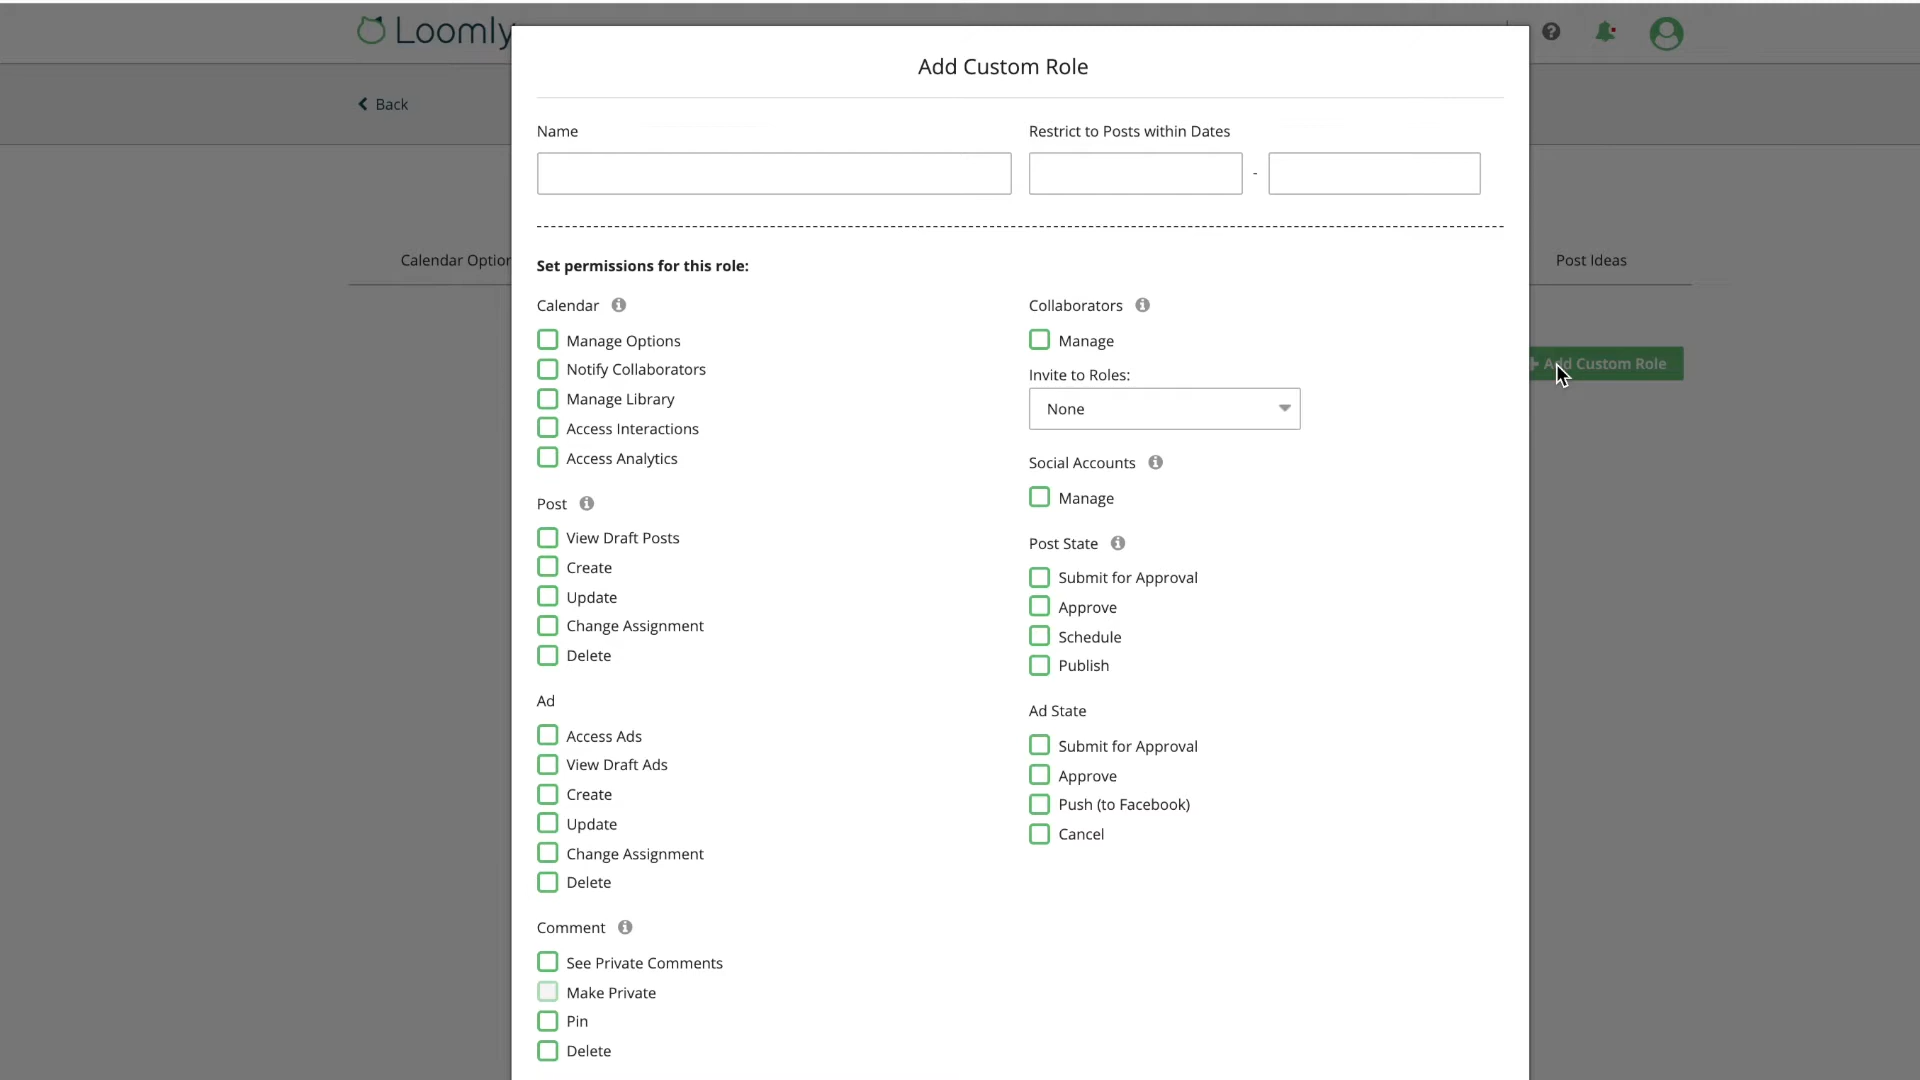 Loomly
Add Custom Role
Back
Name
Restrict to Posts within Dates
-
Set permissions for this role:
Calendar Option
Post Ideas
Calendar
Manage Options
Notify Collaborators
Manage Library
Access Interactions
Access Analytics
Post
View Draft Posts
Create
Update
Change Assignment
Delete
Ad
Access Ads
View Draft Ads
Create
Update
Change Assignment
Delete
Comment
See Private Comments
Make Private
Pin
Delete
Collaborators
Manage
Invite to Roles:
None
Social Accounts
Manage
Post State
Submit for Approval
Approve
Schedule
Publish
Ad State
Submit for Approval
Approve
Push (to Facebook)
Cancel
+ Add Custom Role